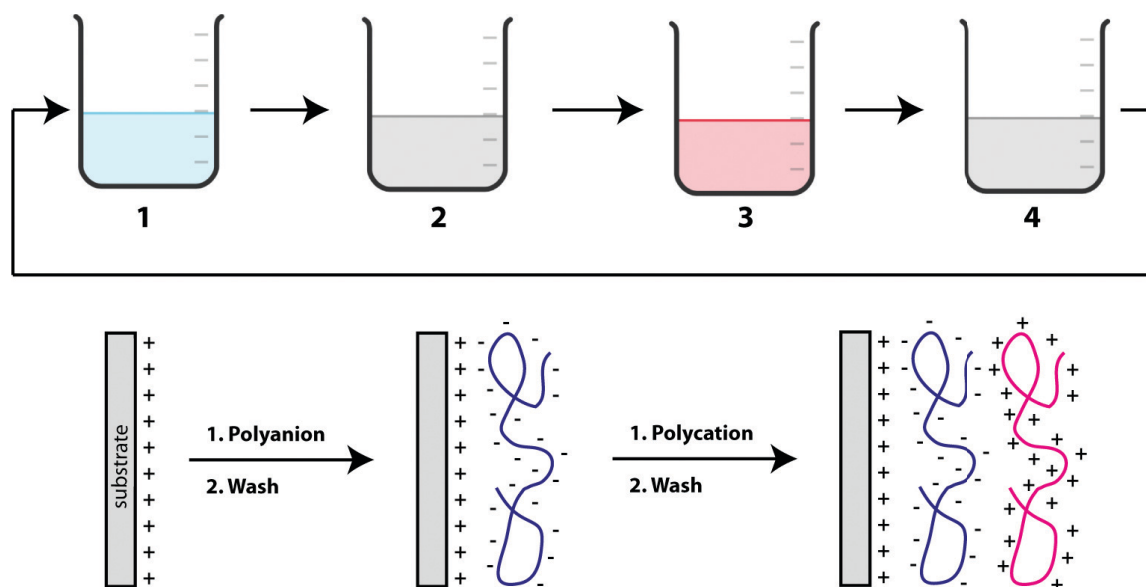 1
2
3
4
substrate
1. Polyanion
2. Wash
1. Polycation
2. Wash